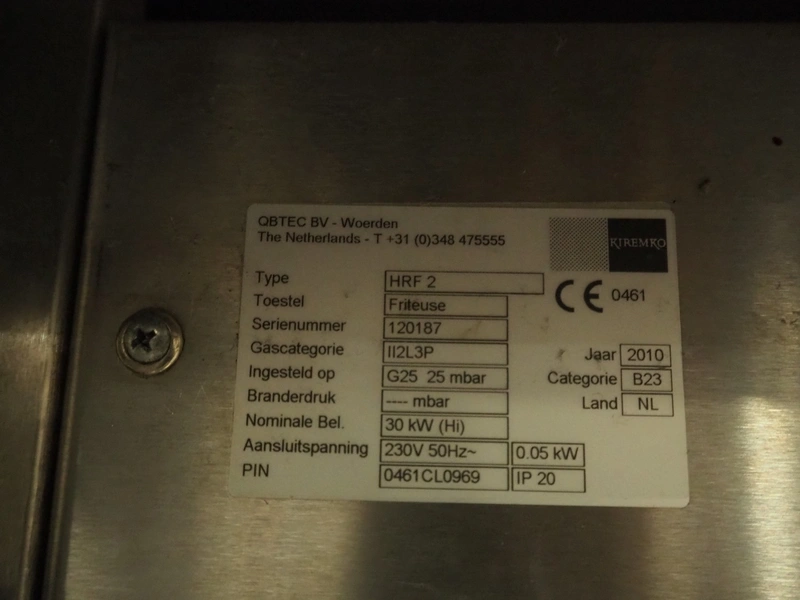 QBTEC BV - Woerden
The Netherlands - T +31 (0)348 475555
KIREMKO
Type HRF 2
CE 0461
Toestel Friteuse
Serienummer 120187
Gascategorie II2L3P
Jaar 2010
Ingesteld op G25 25 mbar
Categorie B23
Branderdruk ---- mbar
Land NL
Nominale Bel. 30 kW (Hi)
Aansluitspanning 230V 50Hz~ 0.05 kW
PIN 0461CL0969 IP 20